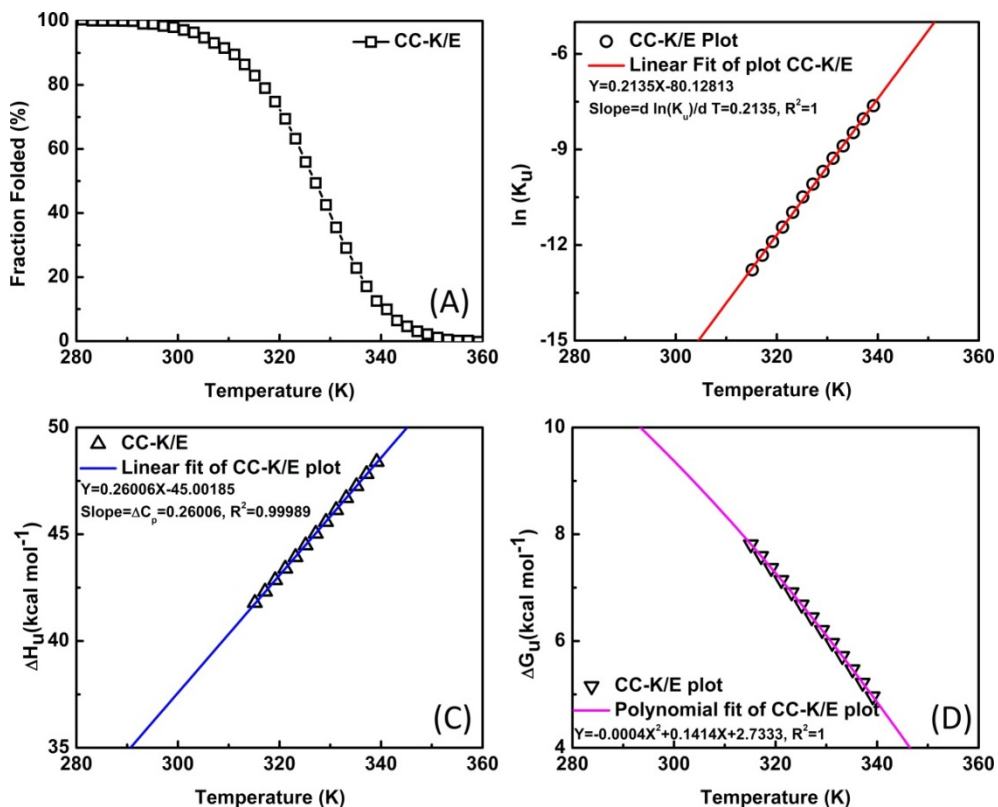 100
80
60
40
20
0
Fraction Folded (%)
CC-K/E
(A)
280 300 320 340 360
Temperature (K)
-6
-9
-12
-15
ln (Ku)
CC-K/E Plot
Linear Fit of plot CC-K/E
Y=0.2135X-80.12813
Slope=d ln(Ku)/d T=0.2135, R²=1
280 300 320 340 360
Temperature (K)
50
45
40
35
ΔHu(kcal mol⁻¹)
CC-K/E
Linear fit of CC-K/E plot
Y=0.26006X-45.00185
Slope=ΔCp=0.26006, R²=0.99989
(C)
280 300 320 340 360
Temperature (K)
10
8
6
4
ΔGu(kcal mol⁻¹)
(D)
CC-K/E plot
Polynomial fit of CC-K/E plot
Y=-0.0004X²+0.1414X+2.7333, R²=1
280 300 320 340 360
Temperature (K)